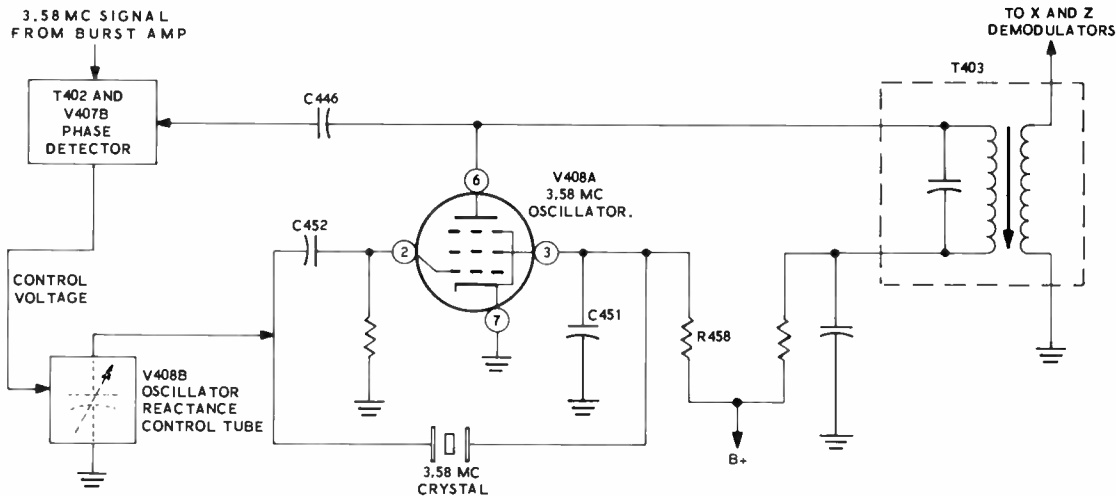 3.58 MC SIGNAL
FROM BURST AMP
TO X AND Z
DEMODULATORS
T402 AND
V407B
PHASE
DETECTOR
C446
T403
6
V408A
3.58 MC
OSCILLATOR.
C452
2
3
7
CONTROL
VOLTAGE
C451
R458
V408B
OSCILLATOR
REACTANCE
CONTROL TUBE
3.58 MC
CRYSTAL
B+